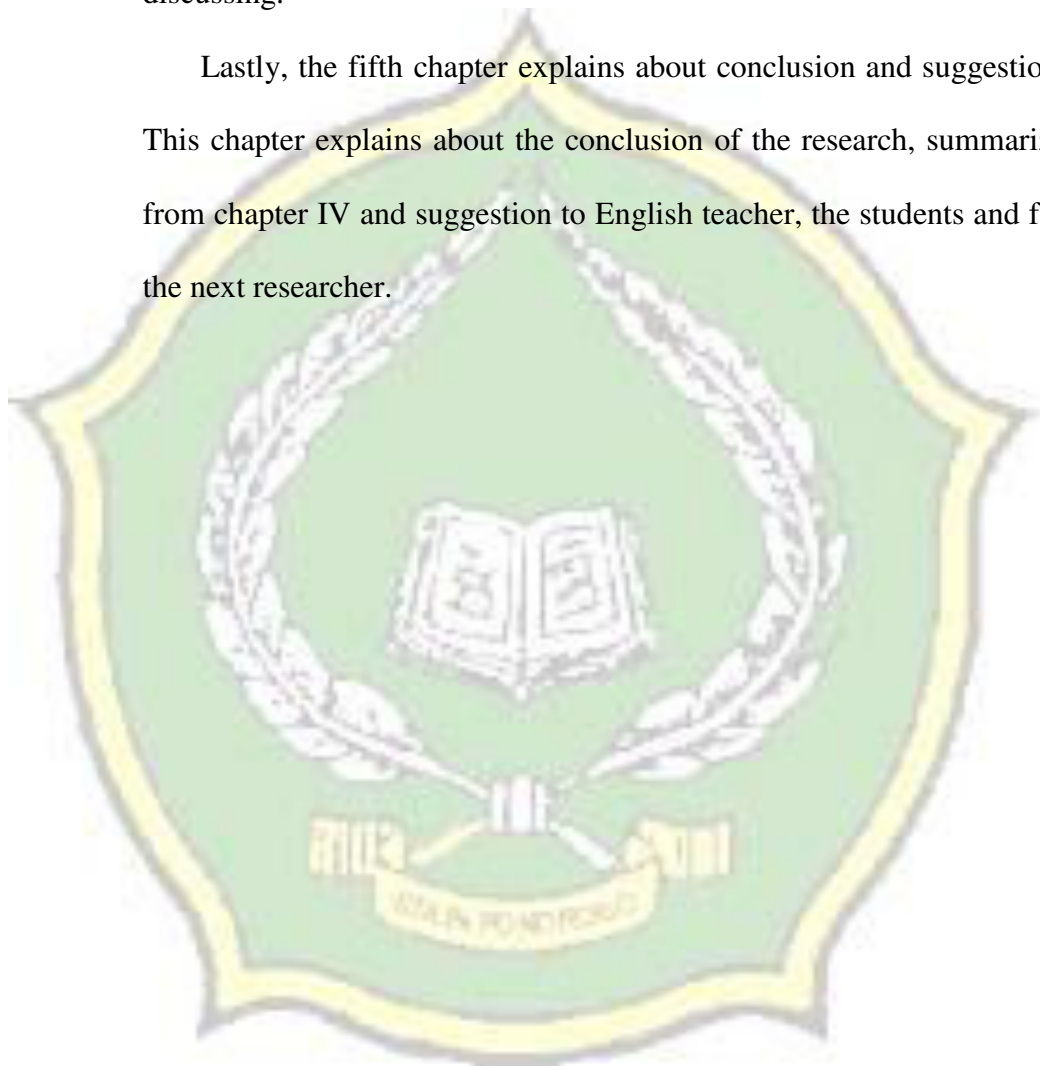 discussing.
Lastly, the fifth chapter explains about conclusion and suggestio
This chapter explains about the conclusion of the research, summariz
from chapter IV and suggestion to English teacher, the students and f
the next researcher.